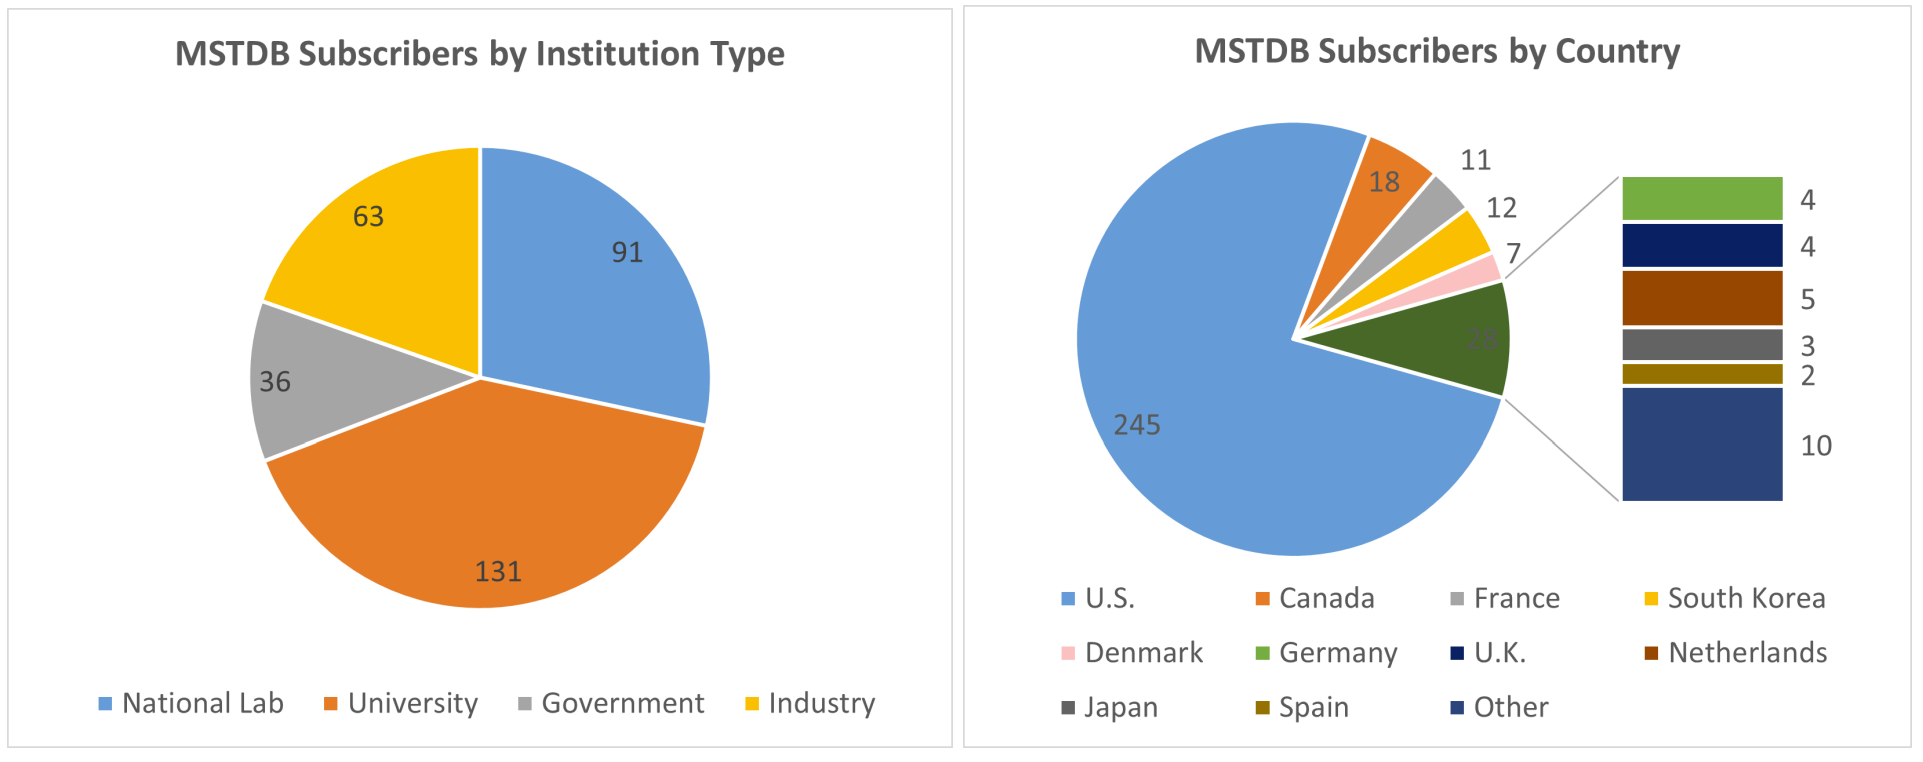 MSTDB Subscribers by Institution Type
91
131
36
63
National Lab
University
Government
Industry
MSTDB Subscribers by Country
245
18
11
12
7
28
4
4
5
3
2
10
U.S.
Canada
France
South Korea
Denmark
Germany
U.K.
Netherlands
Japan
Spain
Other